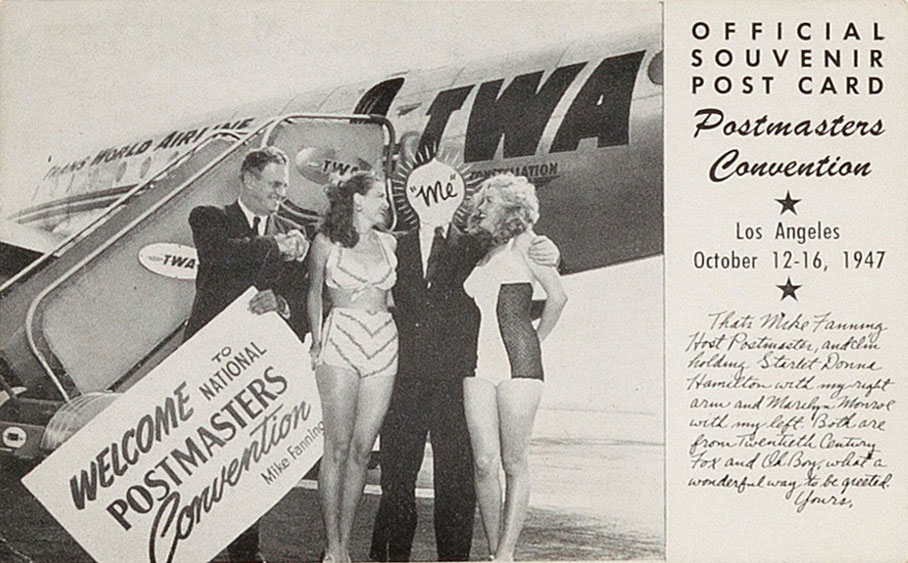 OFFICIAL
SOUVENIR
POST CARD
Postmasters
Convention
Los Angeles
October 12-16, 1947
Thats Mike Fanning
Host Postmaster, and im
holding Starlet Donna
Hamilton with my right
arm and Marilyn Monroe
with my left. Both are
from Twentieth Century
Fox and Oh Boy, what a
wonderful way to be greeted.
Yours,
TRANS WORLD AIRLINE
TWA
CONSTELLATION
TWA
"Me"
TWA
WELCOME TO
NATIONAL
POSTMASTERS
Convention
Mike Fanning